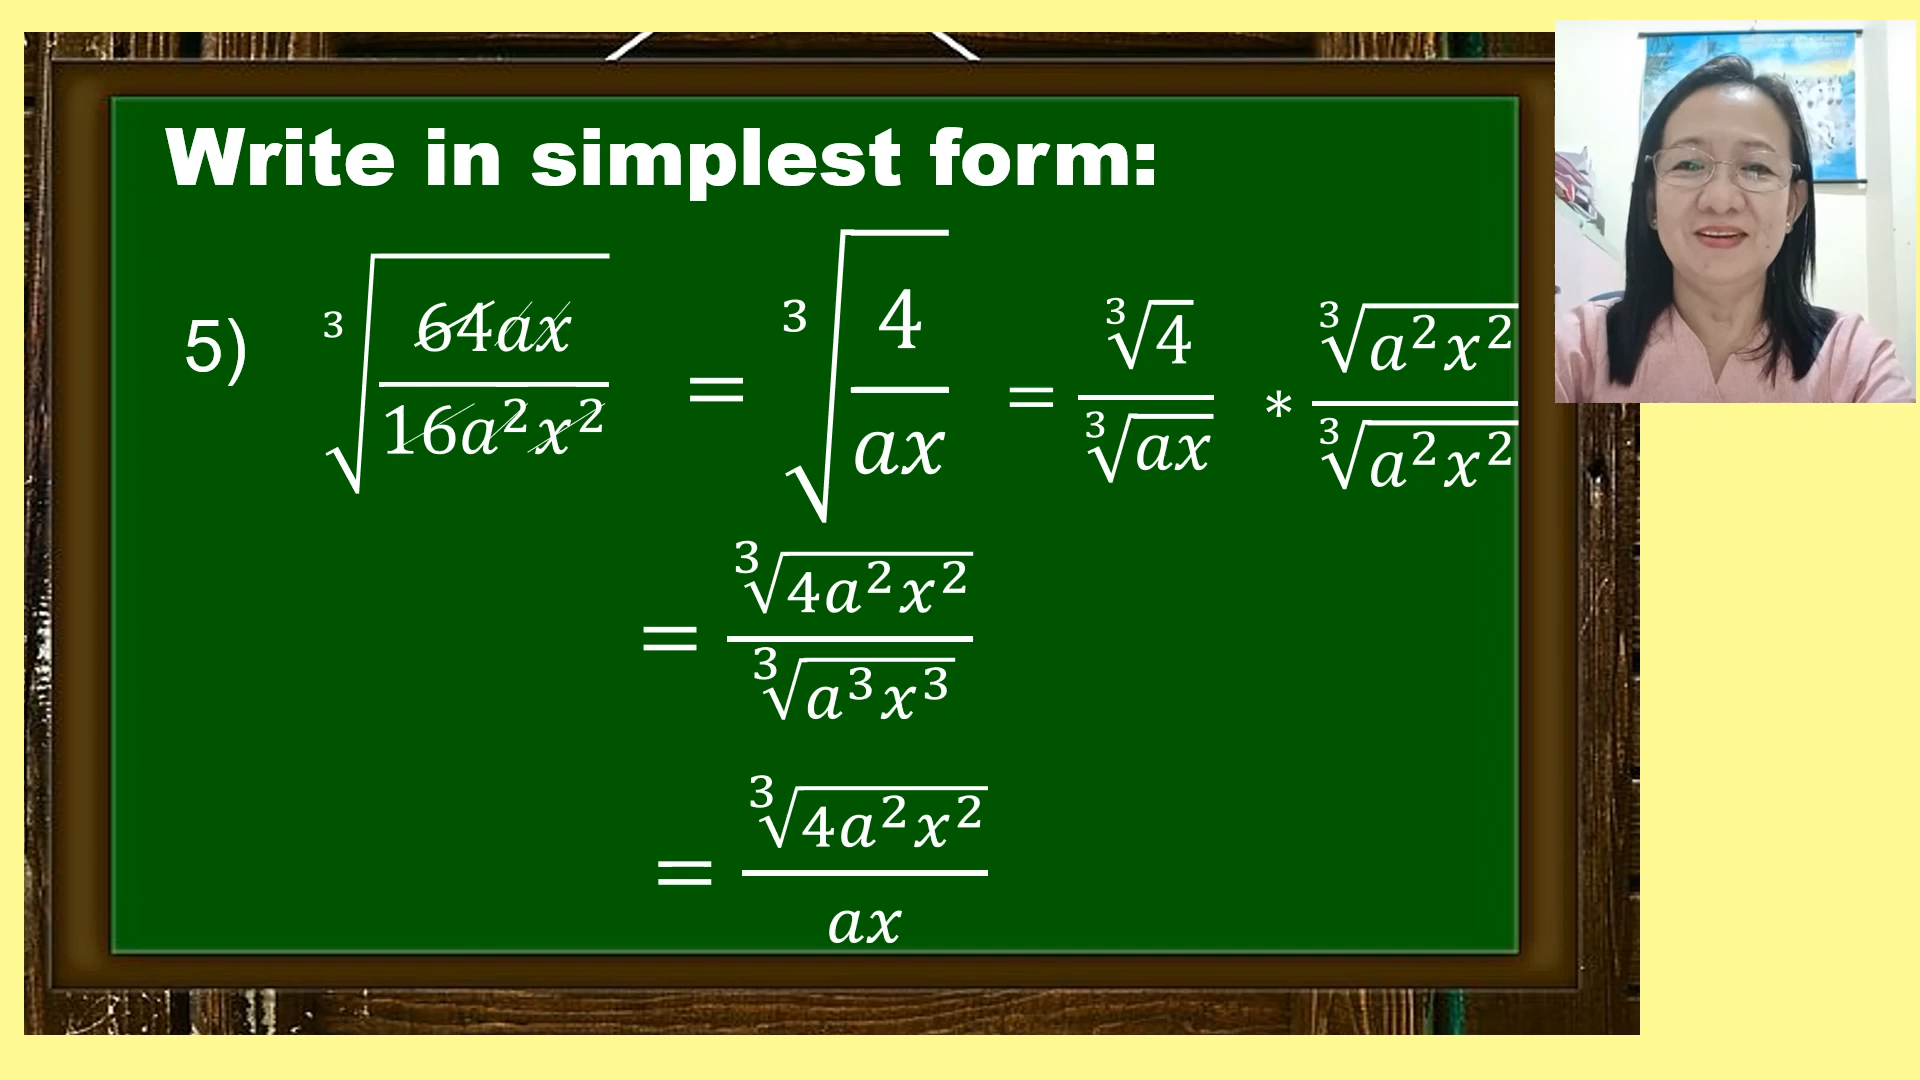 Write in simplest form:
5) ∛(64ax / 16a²x²) = ∛(4 / ax) = ∛4 / ∛ax * ∛a²x² / ∛a²x²
= ∛4a²x² / ∛a³x³
= ∛4a²x² / ax